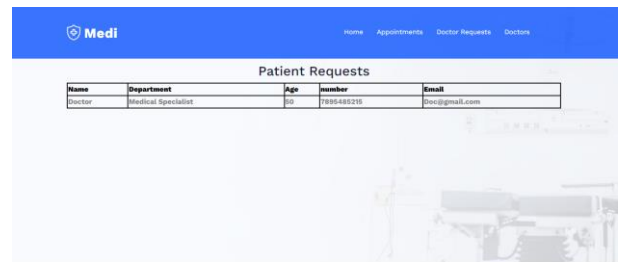 Medi Home Appointments Doctor Requests Doctors
Patient Requests
Name Department Age number Email
Doctor Medical Specialist 50 7895485215 Doc@gmail.com